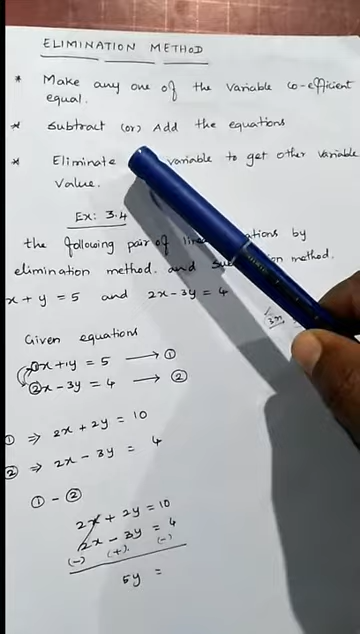 ELIMINATION METHOD
* Make any one of the variable co-efficient
equal.
* Subtract (or) Add the equations
* Eliminate variable to get other variable
value.
Ex: 3.4
the following pair of by
elimination method. and method.
x + y = 5 and 2x - 3y = 4
Given equations
①x + 1y = 5 → ①
②x - 3y = 4 → ②
① ⇒ 2x + 2y = 10
② ⇒ 2x - 3y = 4
① - ②
2x + 2y = 10
2x - 3y = 4
(-) (+) (-)
5y =